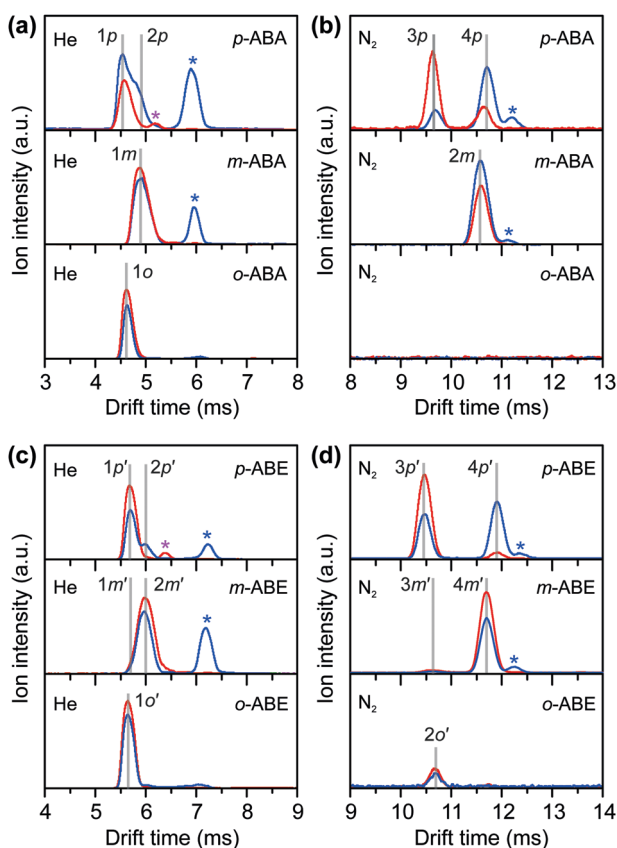 (a) He 1p 2p * * p-ABA
He 1m * m-ABA
He 1o o-ABA
Ion intensity (a.u.)
3 4 5 6 7 8
Drift time (ms)
(b) N2 3p 4p * p-ABA
N2 2m * m-ABA
N2 o-ABA
Ion intensity (a.u.)
8 9 10 11 12 13
Drift time (ms)
(c) He 1p′ 2p′ * * p-ABE
He 1m′ 2m′ * m-ABE
He 1o′ o-ABE
Ion intensity (a.u.)
4 5 6 7 8 9
Drift time (ms)
(d) N2 3p′ 4p′ * p-ABE
N2 3m′ 4m′ * m-ABE
N2 2o′ o-ABE
Ion intensity (a.u.)
9 10 11 12 13 14
Drift time (ms)